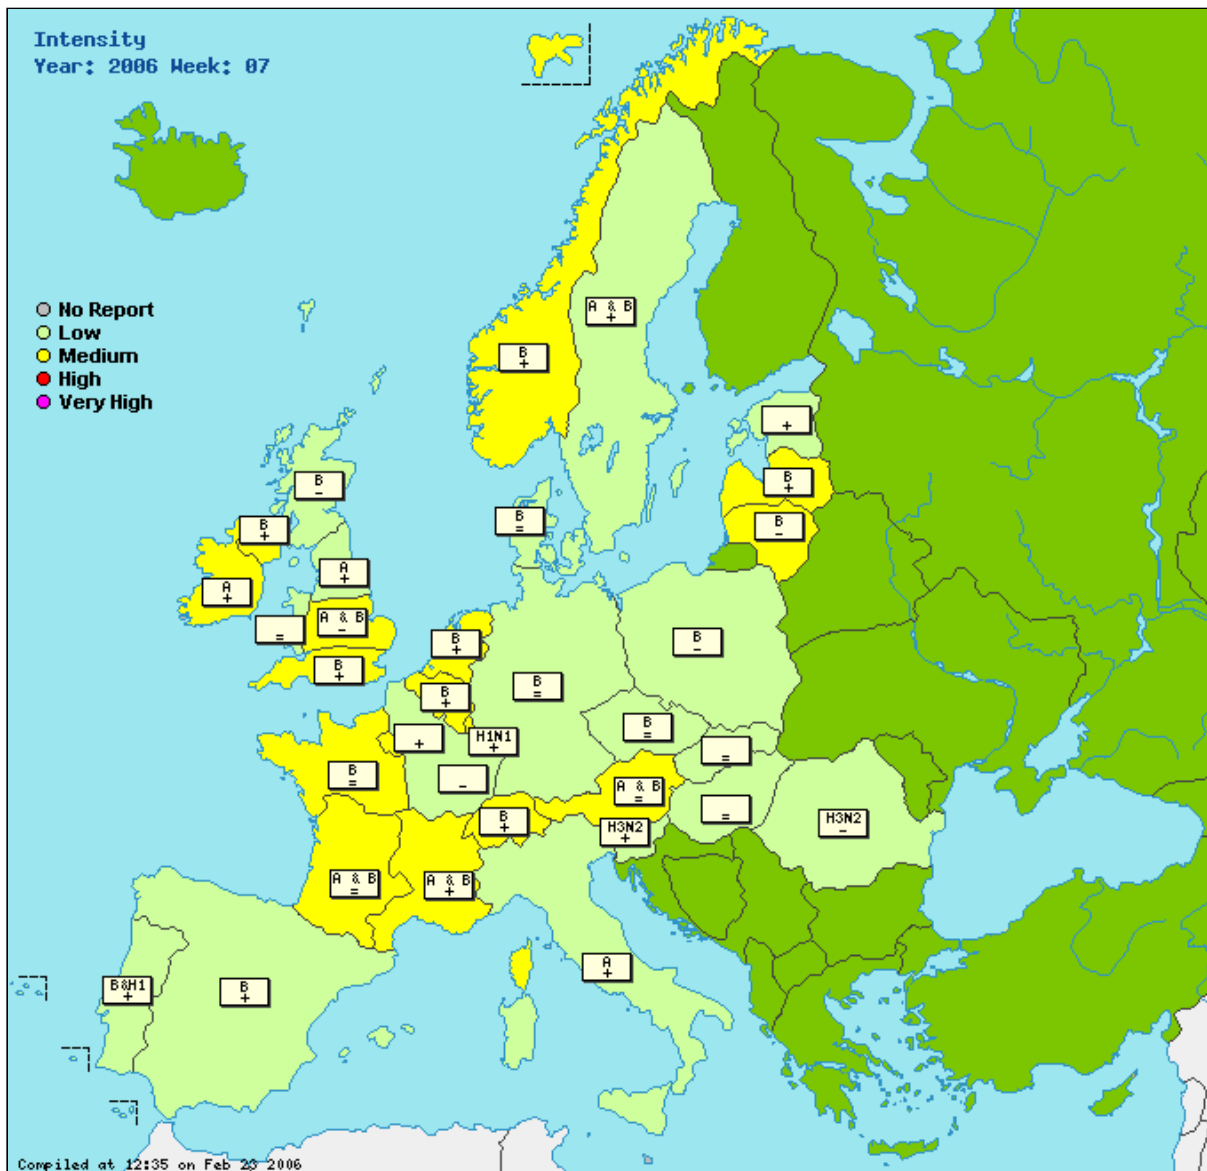 Intensity
Year: 2006 Week: 07
No Report
Low
Medium
High
Very High
A & B
+
B
+
+
B
+
B
-
B
-
B
=
B
+
A
+
A
+
=
A & B
-
B
+
B
+
B
-
B
=
B
+
B
=
+
H1N1
+
=
B
=
-
A & B
=
=
B
+
H3N2
+
H3N2
-
A & B
=
A & B
+
A
+
B&H1
+
B
+
Compiled at 12:35 on Feb 23 2006